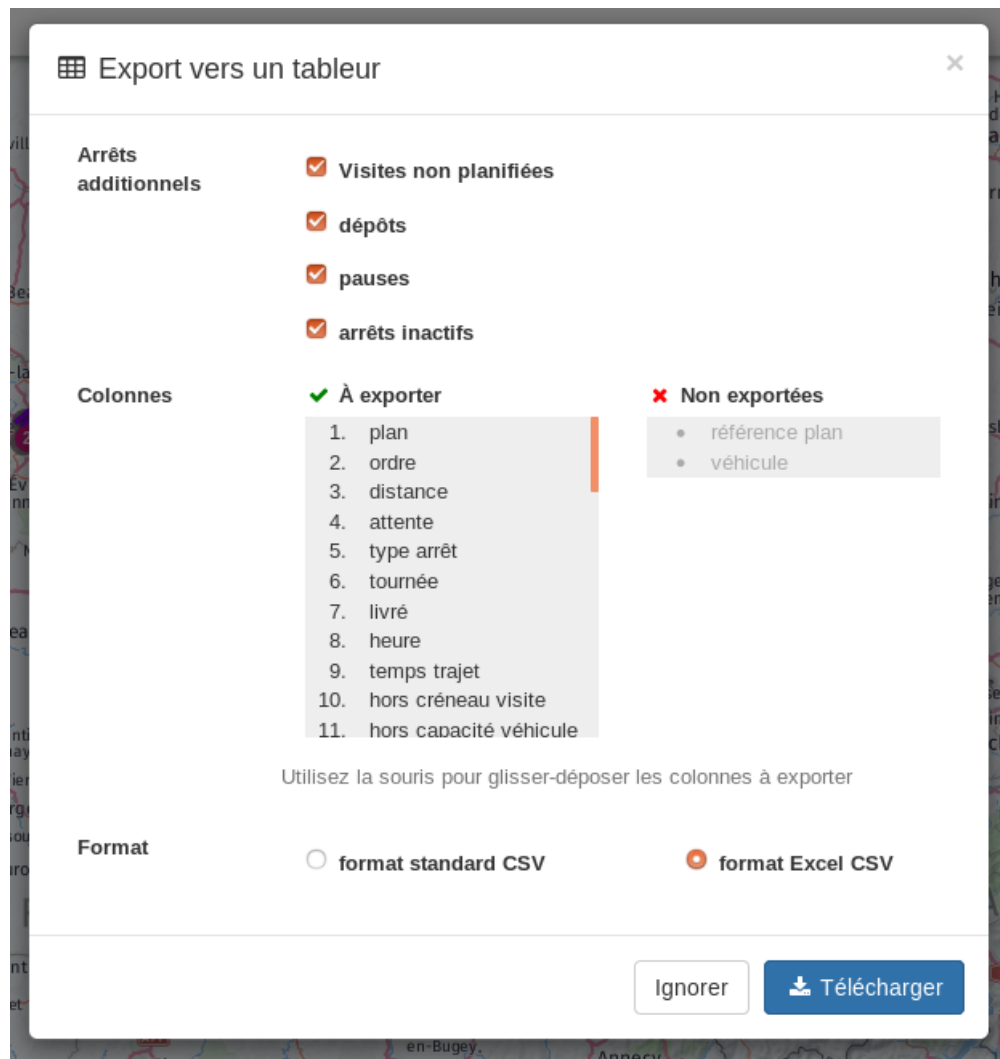 Export vers un tableur
×
Arrêts
additionnels
Visites non planifiées
dépôts
pauses
arrêts inactifs
Colonnes
À exporter
Non exportées
1. plan
2. ordre
3. distance
4. attente
5. type arrêt
6. tournée
7. livré
8. heure
9. temps trajet
10. hors créneau visite
11. hors capacité véhicule
• référence plan
• véhicule
Utilisez la souris pour glisser-déposer les colonnes à exporter
Format
format standard CSV
format Excel CSV
Ignorer
Télécharger
en-Bugey
Annecy